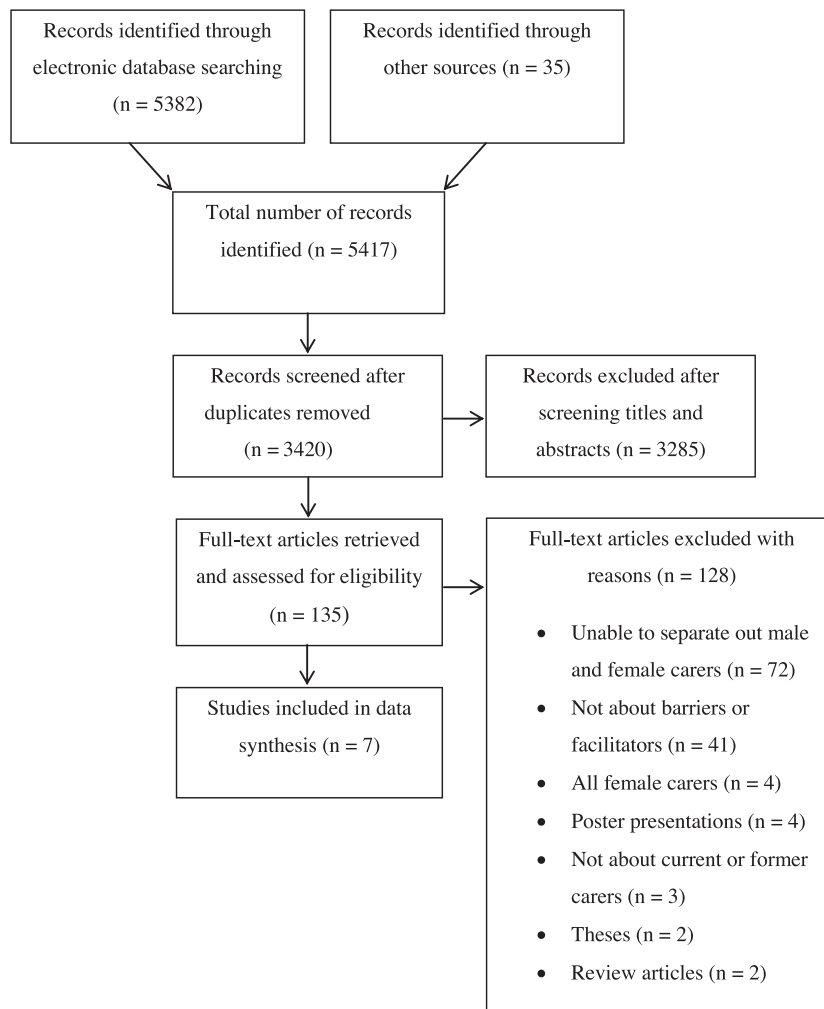 Records identified through
electronic database searching
(n = 5382)
Records identified through
other sources (n = 35)
Total number of records
identified (n = 5417)
Records screened after
duplicates removed
(n = 3420)
Records excluded after
screening titles and
abstracts (n = 3285)
Full-text articles retrieved
and assessed for eligibility
(n = 135)
Full-text articles excluded with
reasons (n = 128)
• Unable to separate out male
and female carers (n = 72)
• Not about barriers or
facilitators (n = 41)
• All female carers (n = 4)
• Poster presentations (n = 4)
• Not about current or former
carers (n = 3)
• Theses (n = 2)
• Review articles (n = 2)
Studies included in data
synthesis (n = 7)